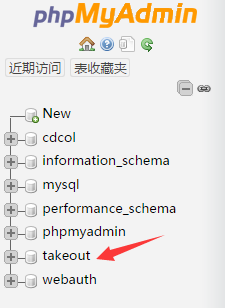 phpMyAdmin
近期访问 表收藏夹
New
cdcol
information_schema
mysql
performance_schema
phpmyadmin
takeout
webauth